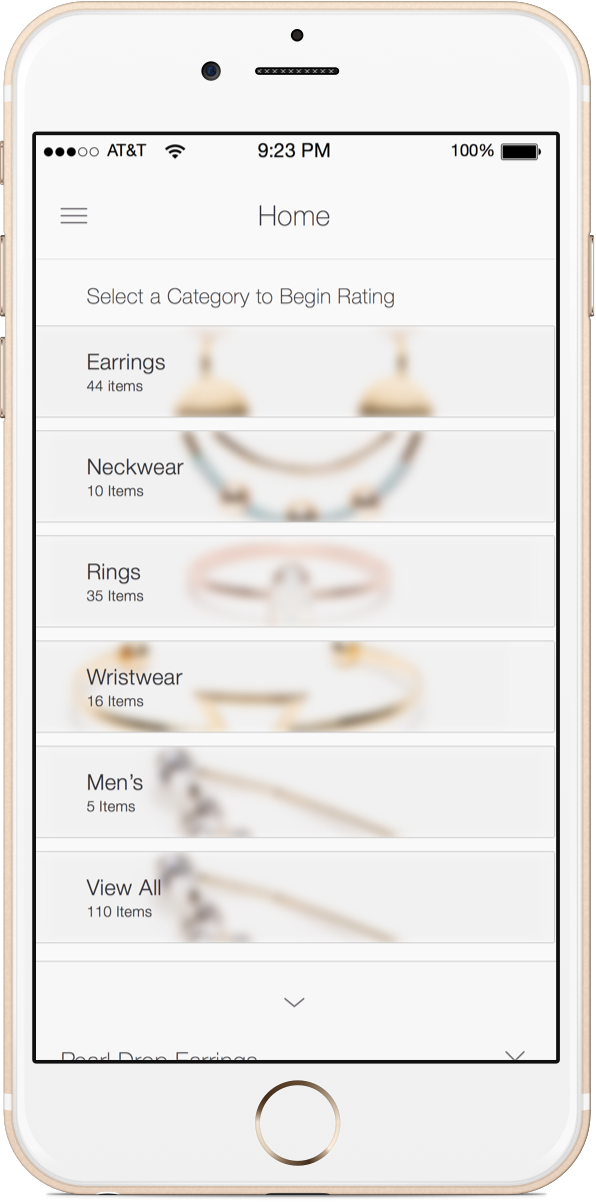 AT&T 9:23 PM 100%
Home
Select a Category to Begin Rating
Earrings
44 items
Neckwear
10 Items
Rings
35 Items
Wristwear
16 Items
Men’s
5 Items
View All
110 Items
Pearl Drop Earrings